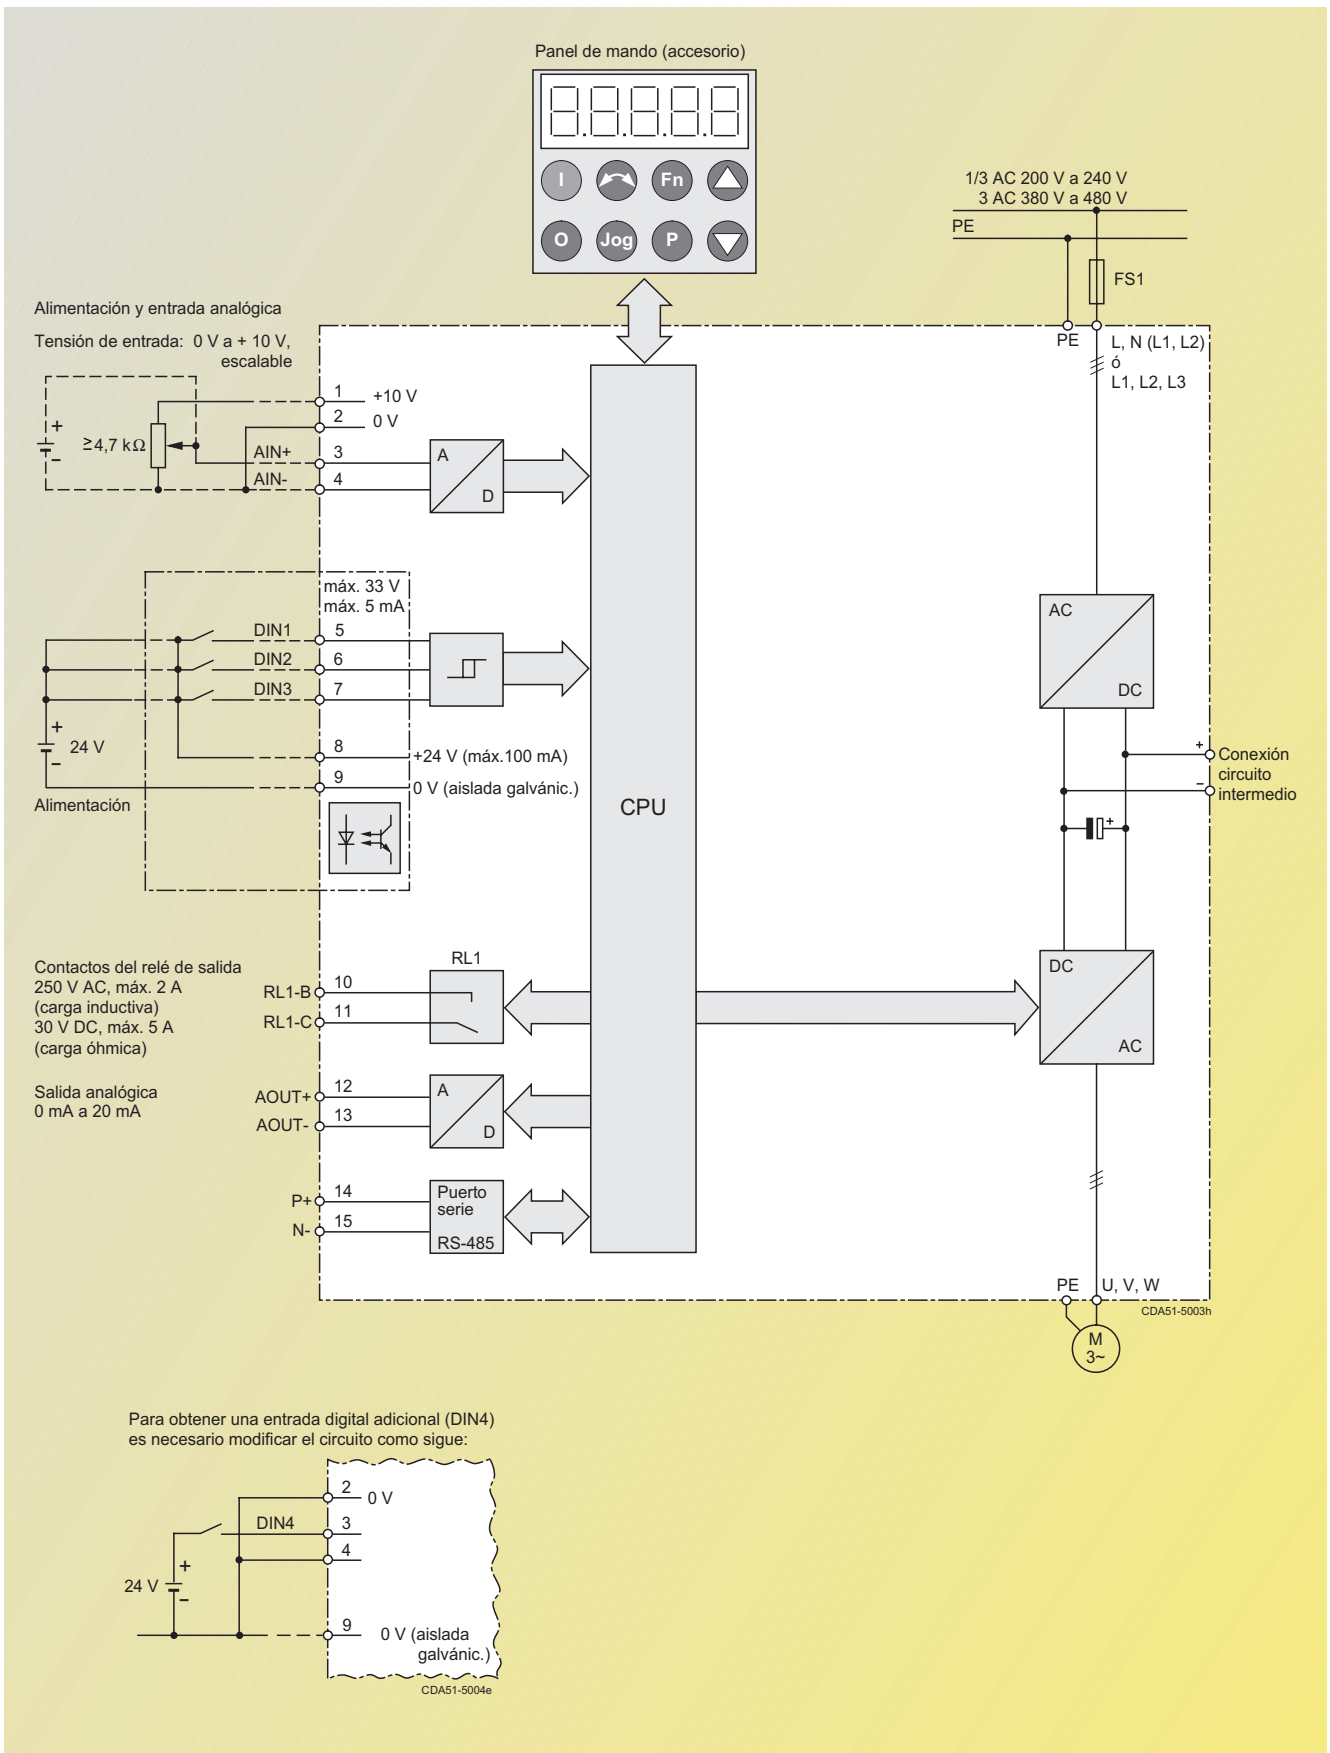 Panel de mando (accesorio)
8.8.8.8.8
I
Fn
O
Jog
P
1/3 AC 200 V a 240 V
3 AC 380 V a 480 V
PE
FS1
PE
L, N (L1, L2)
ó
L1, L2, L3
Alimentación y entrada analógica
Tensión de entrada: 0 V a + 10 V,
escalable
+
−
≥4,7 kΩ
1
+10 V
2
0 V
AIN+
3
AIN-
4
A
D
máx. 33 V
máx. 5 mA
DIN1
5
DIN2
6
DIN3
7
+
24 V
−
8
+24 V (máx.100 mA)
9
0 V (aislada galvánic.)
Alimentación
CPU
AC
DC
+
−
Conexión
circuito
intermedio
+
Contactos del relé de salida
250 V AC, máx. 2 A
(carga inductiva)
30 V DC, máx. 5 A
(carga óhmica)
RL1
RL1-B
10
RL1-C
11
DC
AC
Salida analógica
0 mA a 20 mA
AOUT+
12
AOUT-
13
A
D
P+
14
N-
15
Puerto
serie
RS-485
PE
U, V, W
CDA51-5003h
M
3~
Para obtener una entrada digital adicional (DIN4)
es necesario modificar el circuito como sigue:
2
0 V
DIN4
3
4
+
24 V
−
9
0 V (aislada
galvánic.)
CDA51-5004e